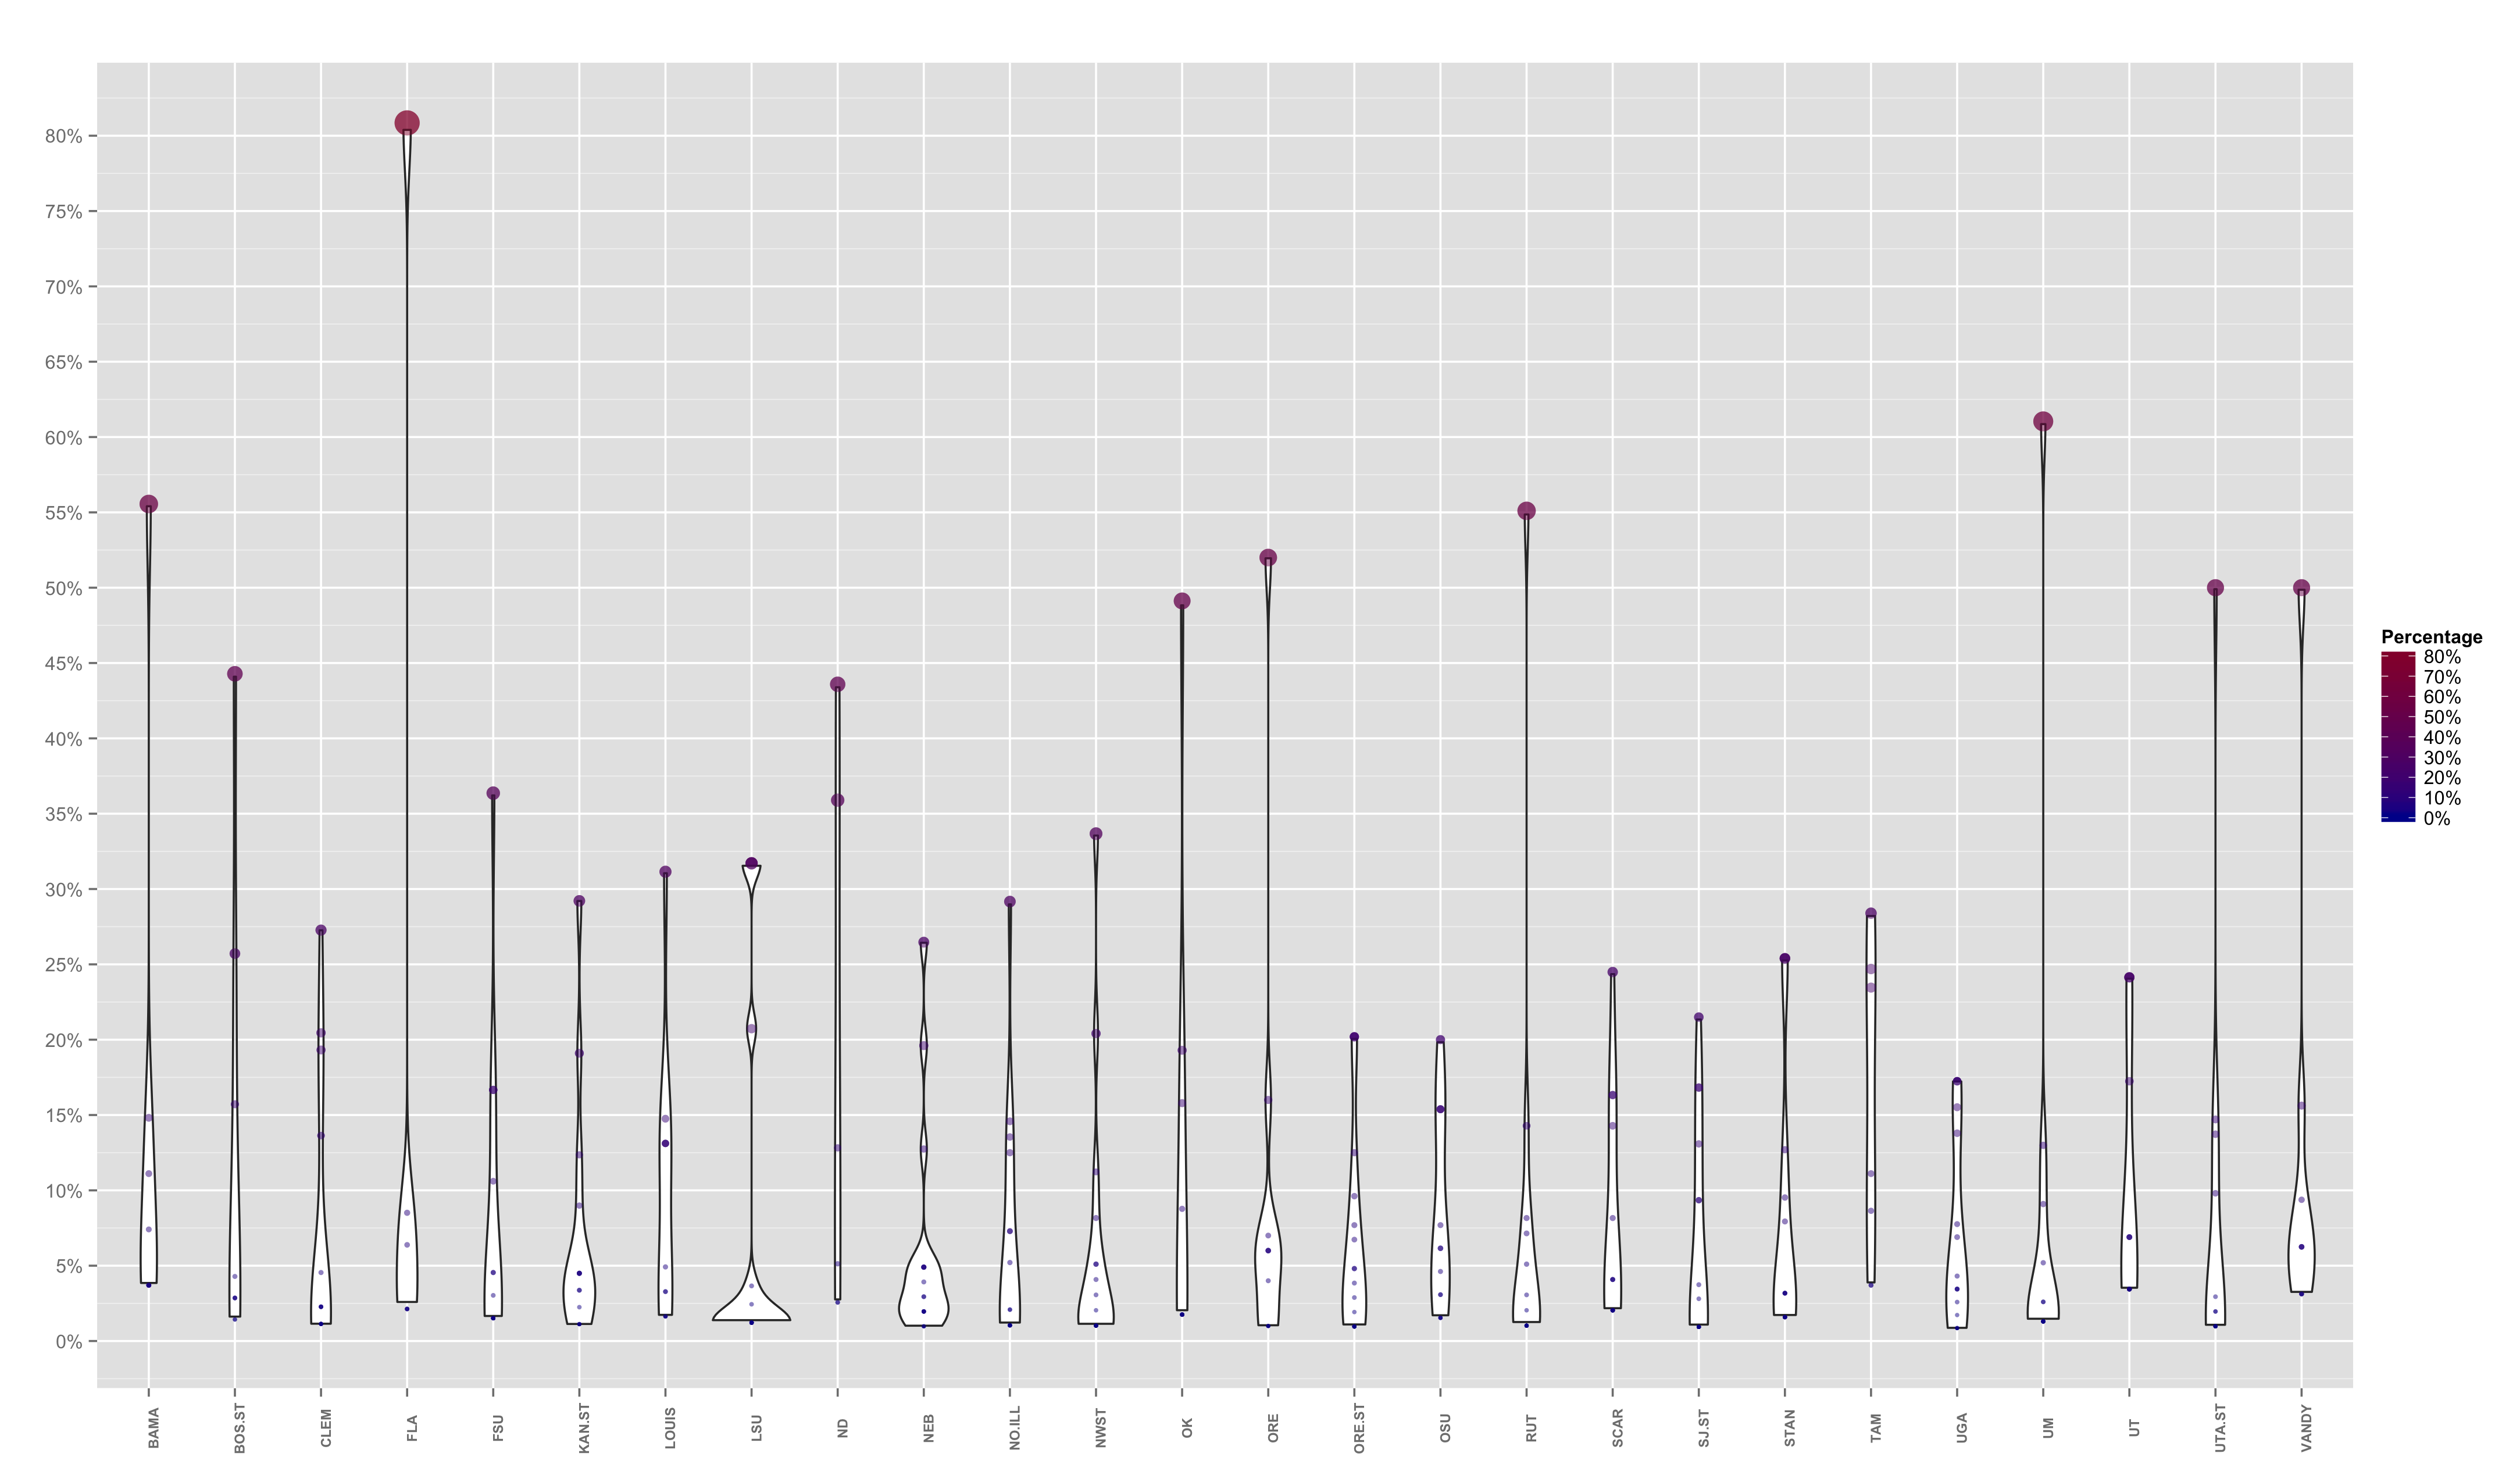 80%
75%
70%
65%
60%
55%
50%
45%
40%
35%
30%
25%
20%
15%
10%
5%
0%
BAMA
BOS.ST
CLEM
FLA
FSU
KAN.ST
LOUIS
LSU
ND
NEB
NO.ILL
NWST
OK
ORE
ORE.ST
OSU
RUT
SCAR
SJ.ST
STAN
TAM
UGA
UM
UT
UTA.ST
VANDY
Percentage
80%
70%
60%
50%
40%
30%
20%
10%
0%